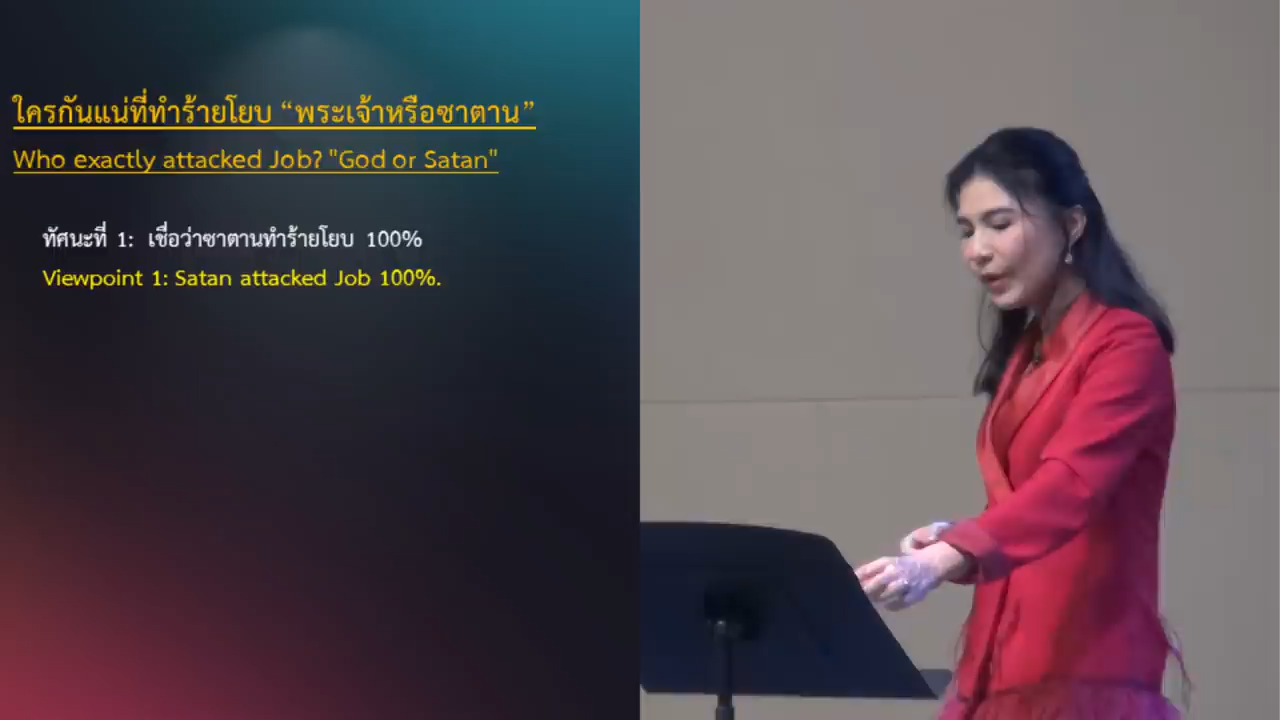 ใครกันแน่ที่ทำร้ายโยบ “พระเจ้าหรือซาตาน”
Who exactly attacked Job? "God or Satan"
ทัศนะที่ 1: เชื่อว่าซาตานทำร้ายโยบ 100%
Viewpoint 1: Satan attacked Job 100%.